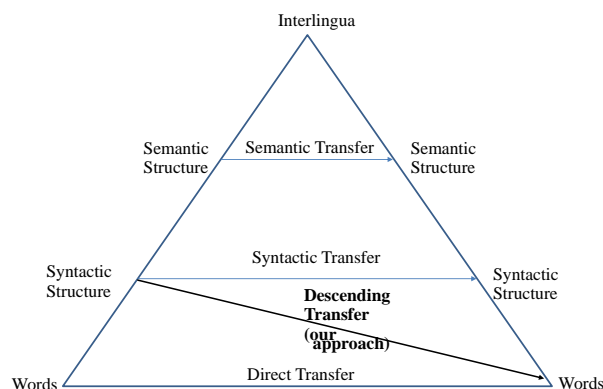 Interlingua
Semantic
Structure
Semantic Transfer
Semantic
Structure
Syntactic
Structure
Syntactic Transfer
Syntactic
Structure
Descending
Transfer
(our
approach)
Words
Direct Transfer
Words